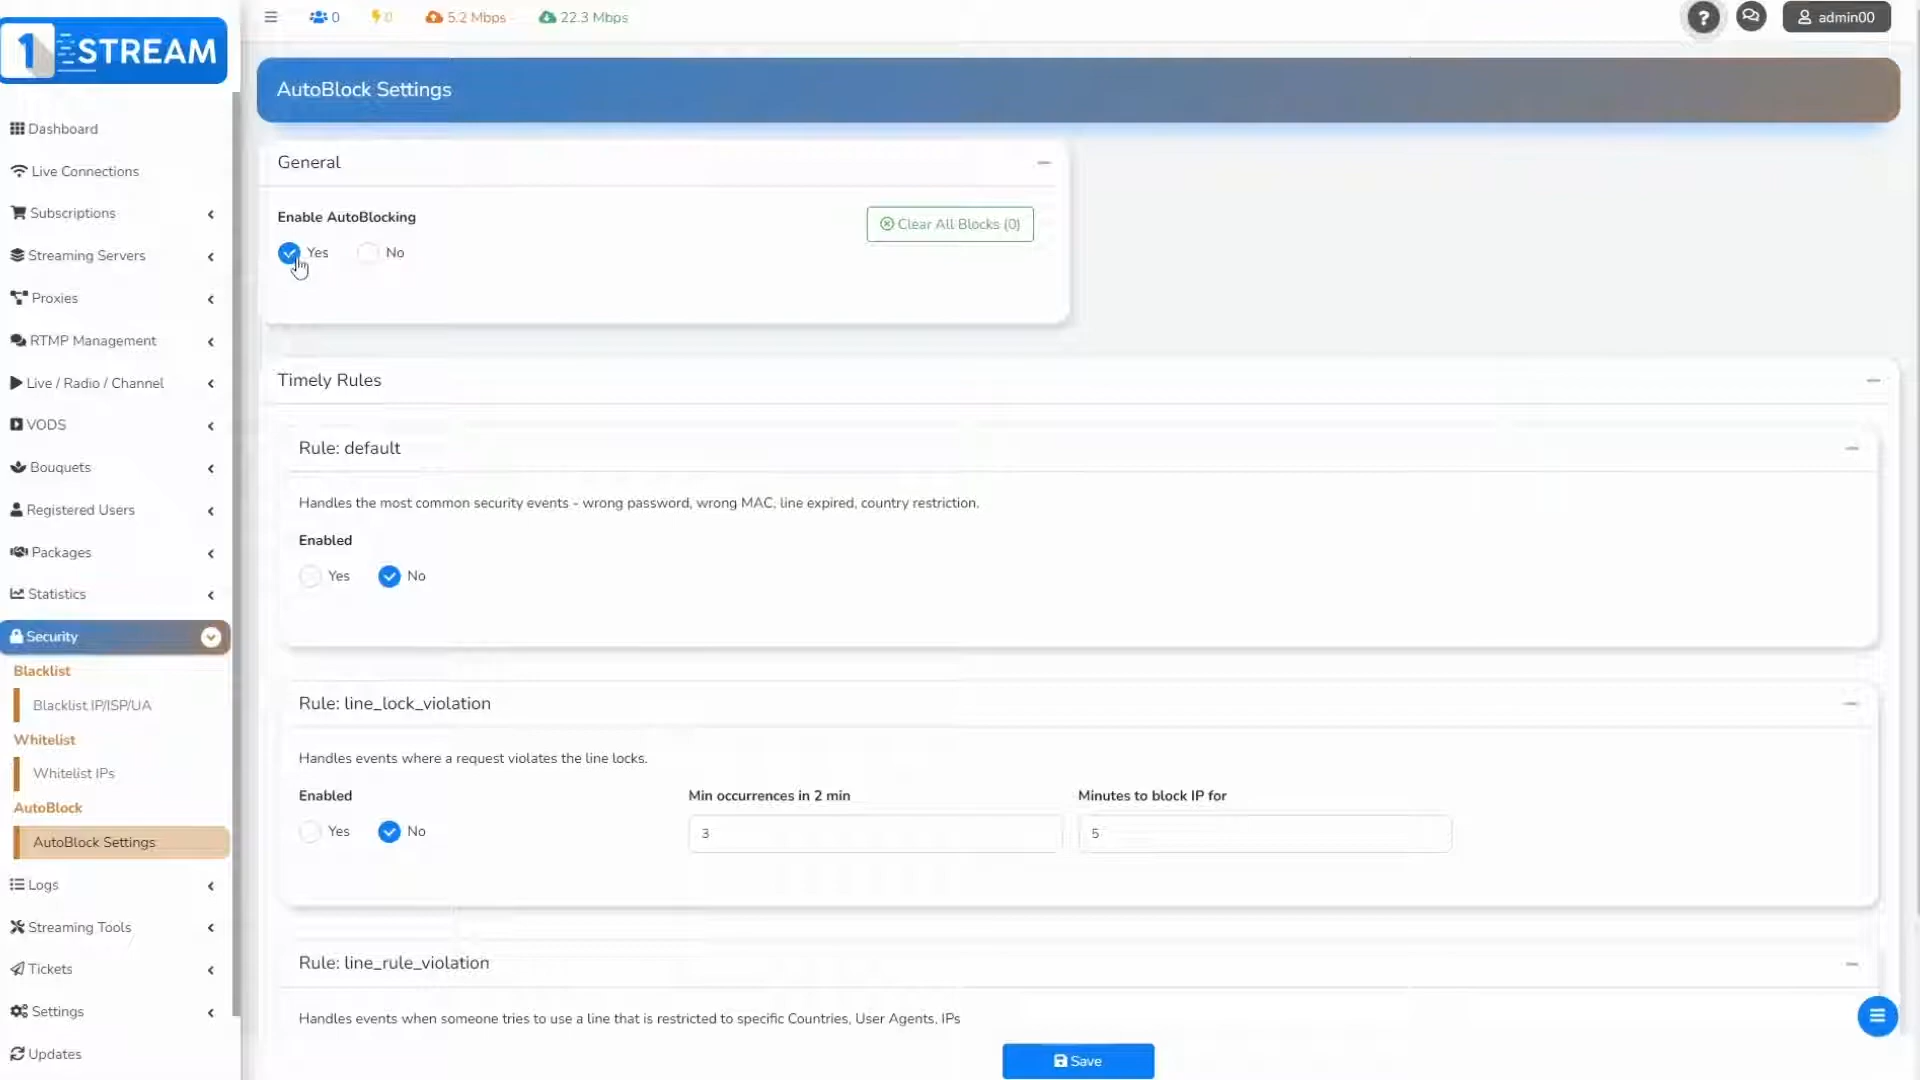 0
0
5.2 Mbps
22.3 Mbps
?
admin00
1 STREAM
AutoBlock Settings
Dashboard
Live Connections
Subscriptions
Streaming Servers
Proxies
RTMP Management
Live / Radio / Channel
VODS
Bouquets
Registered Users
Packages
Statistics
Security
Blacklist
Blacklist IP/ISP/UA
Whitelist
Whitelist IPs
AutoBlock
AutoBlock Settings
Logs
Streaming Tools
Tickets
Settings
Updates
General
Enable AutoBlocking
Clear All Blocks (0)
Yes No
Timely Rules
Rule: default
Handles the most common security events - wrong password, wrong MAC, line expired, country restriction.
Enabled
Yes No
Rule: line_lock_violation
Handles events where a request violates the line locks.
Enabled Min occurrences in 2 min Minutes to block IP for
Yes No 3 5
Rule: line_rule_violation
Handles events when someone tries to use a line that is restricted to specific Countries, User Agents, IPs
Save